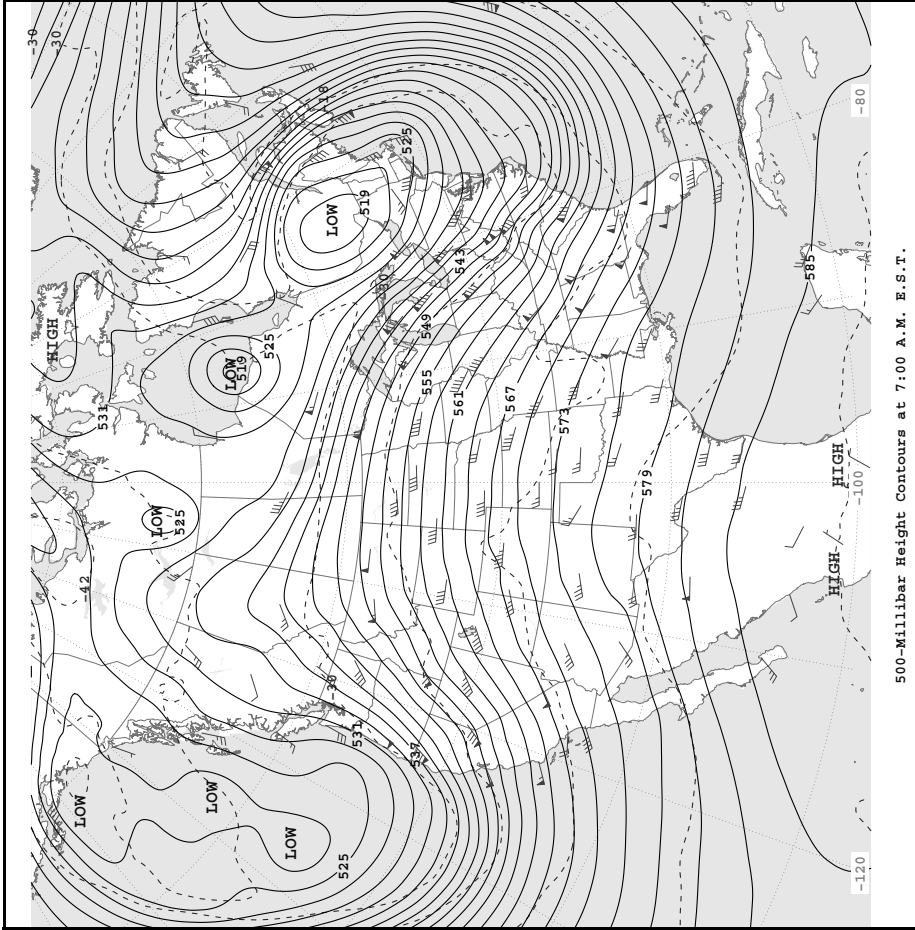 -30
-30
HIGH
LOW
-42
531
LOW
525
LOW
LOW
519
525
LOW
-18
-30
LOW
525
531
519
-30
525
537
549
555
561
543
567
573
579
585
HIGH
HIGH
-120
-100
-80
500-Millibar Height Contours at 7:00 A.M. E.S.T.